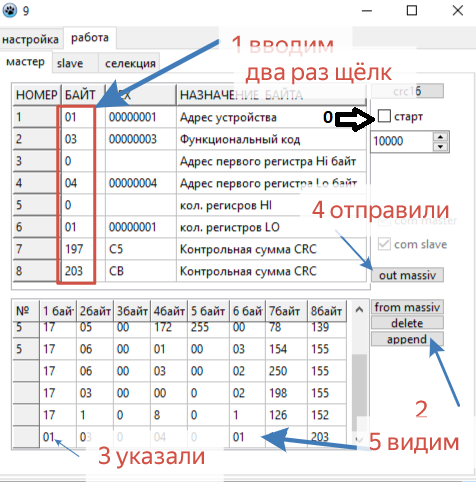 9
настройка работа
мастер slave селекция
1 вводим
два раз щёлк
НОМЕР БАЙТ НАЗНАЧЕНИЕ БАЙТА crc16
1 01 00000001 Адрес устройства 0 старт
2 03 00000003 Функциональный код 10000
3 0 Адрес первого регистра Hi байт
4 04 00000004 Адрес первого регистра Lo байт
5 0 кол. регисров HI
4 отправили
6 01 00000001 кол. регистров LO com master
7 197 C5 Контрольная сумма CRC com slave
8 203 CB Контрольная сумма CRC out massiv
№ 1 байт 2байт 3байт 4байт 5 байт 6 байт 7байт 8байт from massiv
5 17 05 00 172 255 00 78 139 delete
5 17 06 00 01 00 03 154 155 append
17 06 00 03 00 02 250 155
17 03 00 00 0 02 198 155
17 1 0 8 0 1 126 152
2
01 03 0 04 0 01 203
5 видим
3 указали